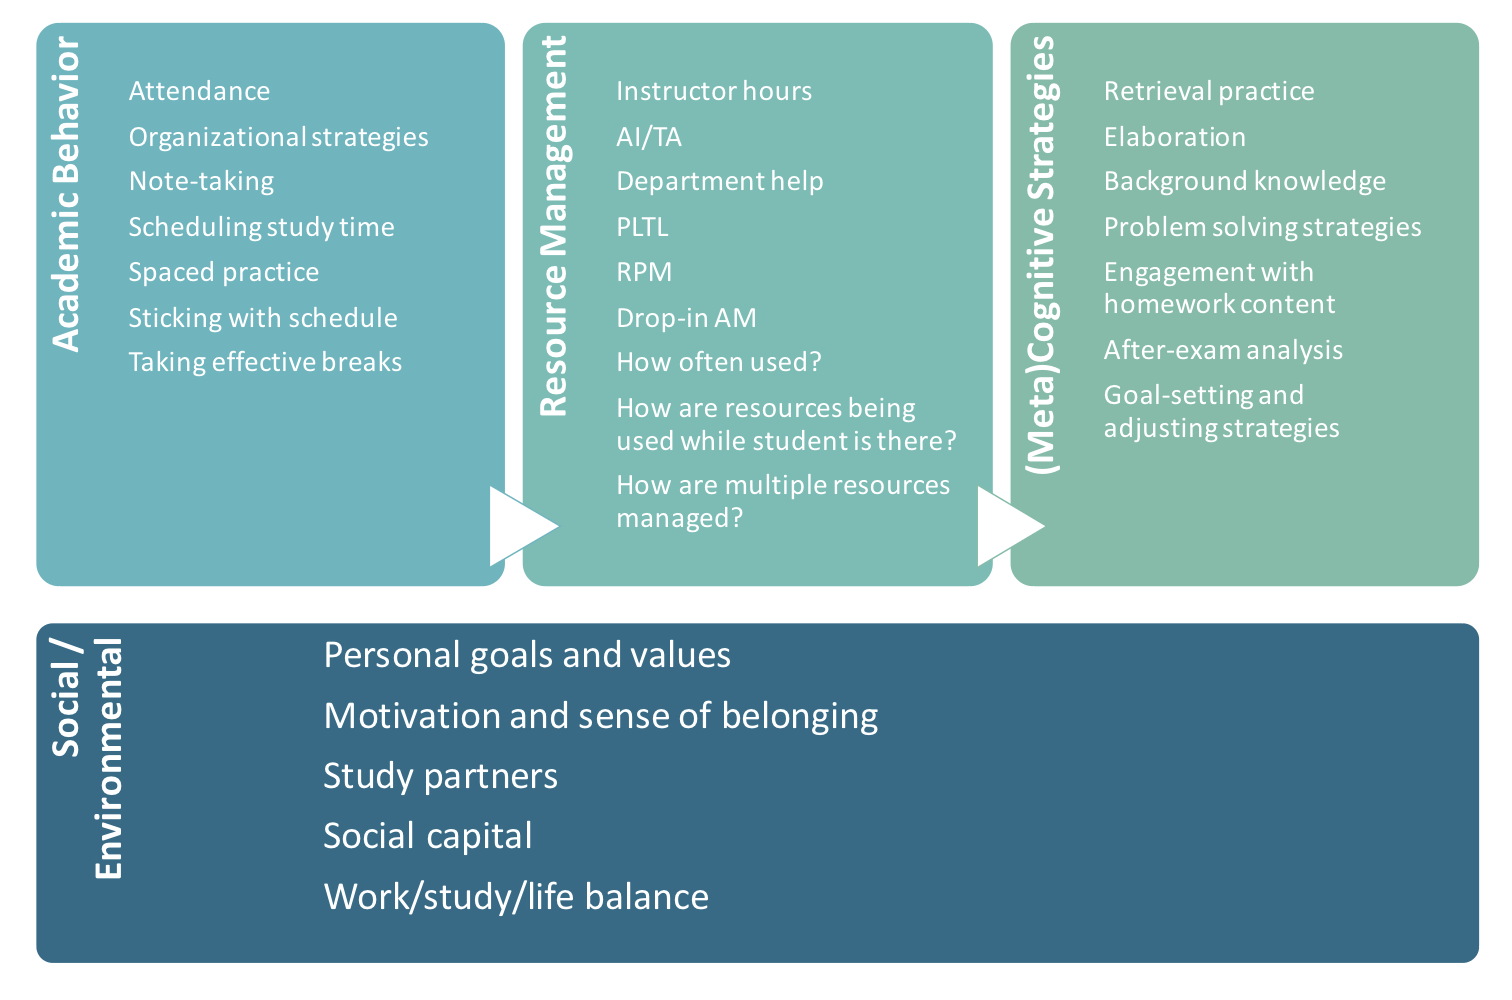 Academic Behavior
Attendance
Organizational strategies
Note-taking
Scheduling study time
Spaced practice
Sticking with schedule
Taking effective breaks
Resource Management
Instructor hours
AI/TA
Department help
PLTL
RPM
Drop-in AM
How often used?
How are resources being
used while student is there?
How are multiple resources
managed?
(Meta)Cognitive Strategies
Retrieval practice
Elaboration
Background knowledge
Problem solving strategies
Engagement with
homework content
After-exam analysis
Goal-setting and
adjusting strategies
Social /
Environmental
Personal goals and values
Motivation and sense of belonging
Study partners
Social capital
Work/study/life balance